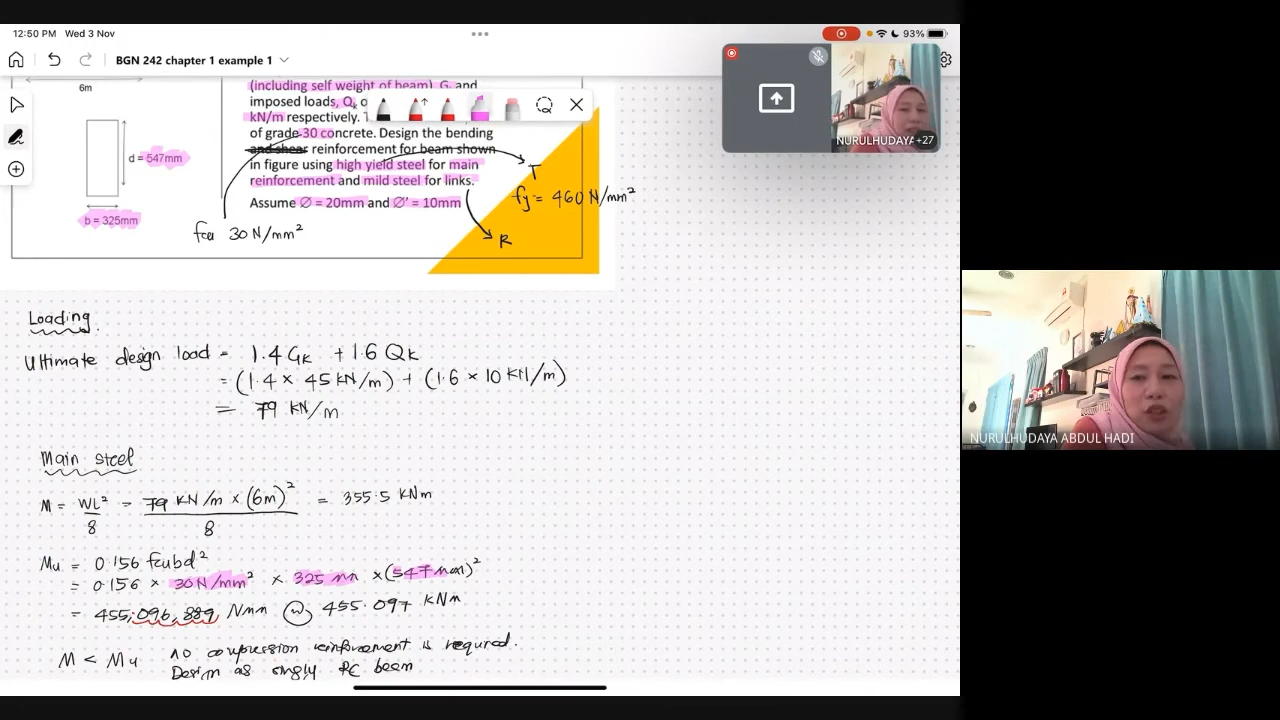 12:50 PM Wed 3 Nov
93%
BGN 242 chapter 1 example 1
6m
d = 547mm
b = 325mm
(including self weight of beam), Gk and
imposed loads, Qk o
kN/m respectively. T
of grade 30 concrete. Design the bending
and shear reinforcement for beam shown
in figure using high yield steel for main
reinforcement and mild steel for links.
Assume Ø = 20mm and Ø' = 10mm
T
fy = 460 N/mm²
R
fcu 30 N/mm²
NURULHUDAYA +27
NURULHUDAYA ABDUL HADI
Loading.
Ultimate design load = 1.4 GK + 1.6 QK
= (1.4 × 45 KN/m) + (1.6 × 10 KN/m)
= 79 KN/m
Main steel
M = WL²/8 = 79 KN/m × (6m)²/8 = 355.5 KNm
Mu = 0.156 fcubd²
= 0.156 × 30N/mm² × 325 mm × (547mm)²
= 455,096,889 Nmm @ 455.097 KNm
M < Mu no compression reinforcement is required.
Design as singly RC beam